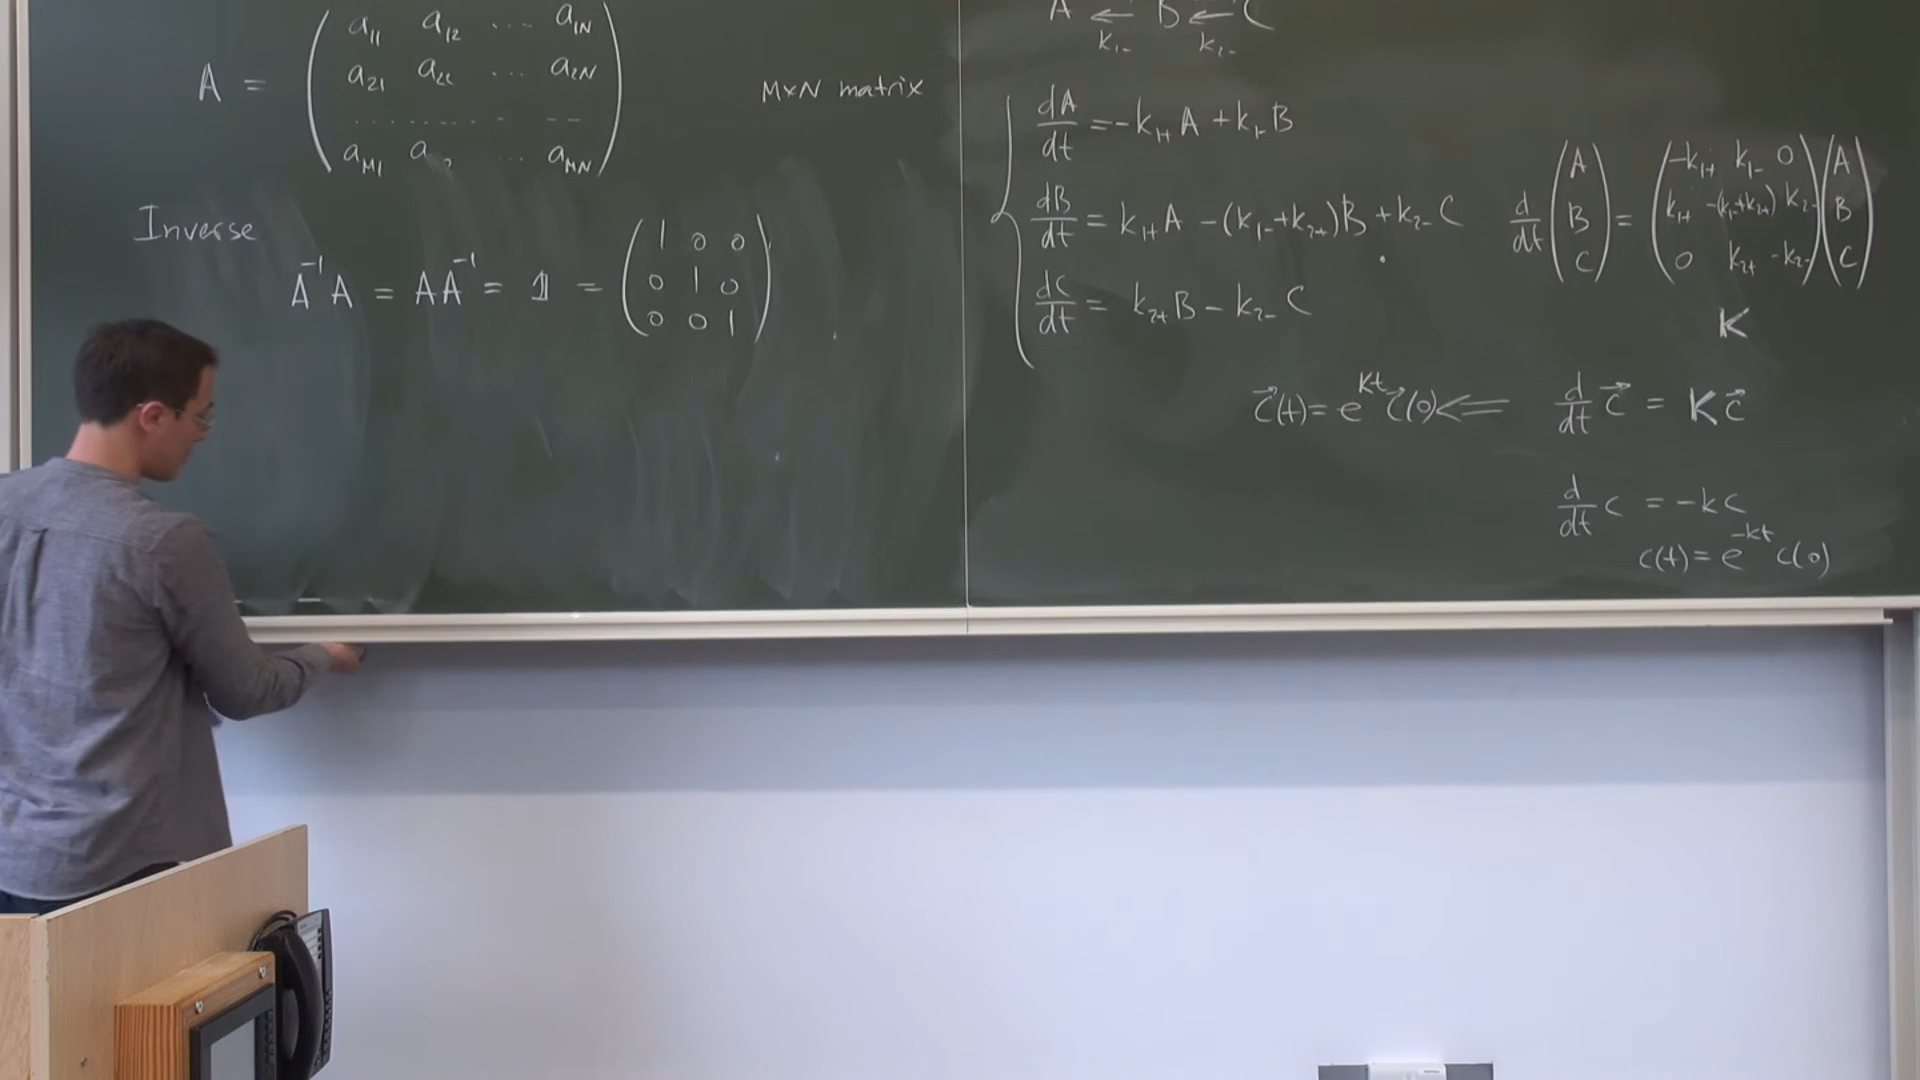 A = ( a₁₁ a₁₂ .... a₁N
a₂₁ a₂₂ .... a₂N
. . . . . . . . . - -
aM₁ a ... aMN )
M×N matrix
Inverse
A⁻¹A = AA⁻¹ = 𝟙 = ( 1 0 0
0 1 0
0 0 1 )
A ← B ← C
k₁₋ k₂₋
dA/dt = -k₁₊A + k₁₋B
dB/dt = k₁₊A - (k₁₋+k₂₊)B + k₂₋C
dC/dt = k₂₊B - k₂₋C
d/dt ( A B C ) = ( -k₁₊ k₁₋ 0
k₁₊ -(k₁₋+k₂₊) k₂₋
0 k₂₊ -k₂₋ ) ( A B C )
K
c⃗(t) = e^{Kt} c⃗(0) <= d/dt c⃗ = K c⃗
d/dt c = -kc
c(t) = e^{-kt} c(0)